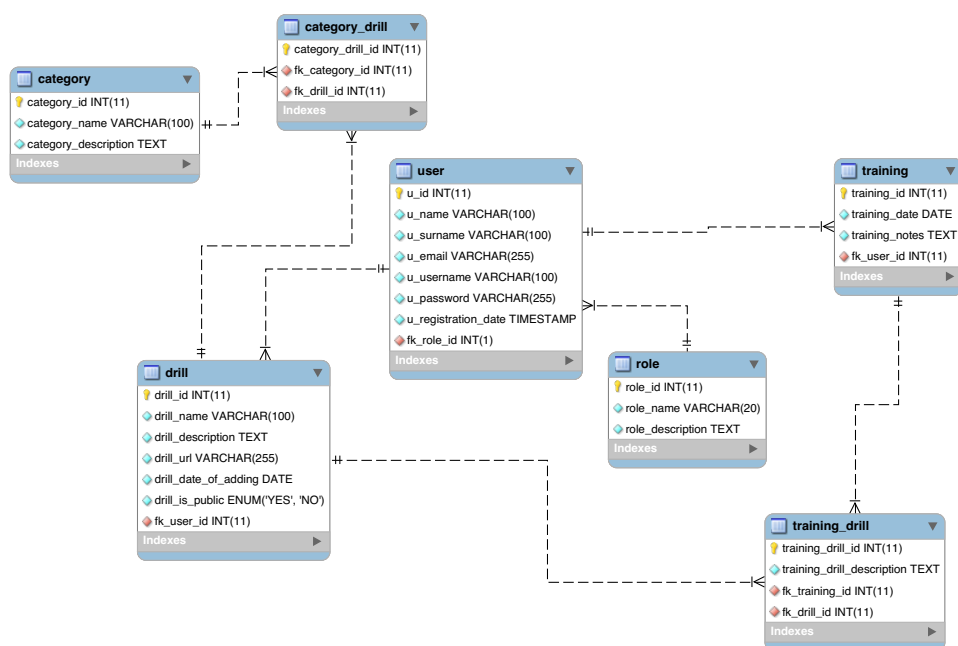 category_drill
category_drill_id INT(11)
fk_category_id INT(11)
fk_drill_id INT(11)
Indexes
category
category_id INT(11)
category_name VARCHAR(100)
category_description TEXT
Indexes
user
u_id INT(11)
u_name VARCHAR(100)
u_surname VARCHAR(100)
u_email VARCHAR(255)
u_username VARCHAR(100)
u_password VARCHAR(255)
u_registration_date TIMESTAMP
fk_role_id INT(1)
Indexes
training
training_id INT(11)
training_date DATE
training_notes TEXT
fk_user_id INT(11)
Indexes
role
role_id INT(11)
role_name VARCHAR(20)
role_description TEXT
Indexes
drill
drill_id INT(11)
drill_name VARCHAR(100)
drill_description TEXT
drill_url VARCHAR(255)
drill_date_of_adding DATE
drill_is_public ENUM('YES', 'NO')
fk_user_id INT(11)
Indexes
training_drill
training_drill_id INT(11)
training_drill_description TEXT
fk_training_id INT(11)
fk_drill_id INT(11)
Indexes